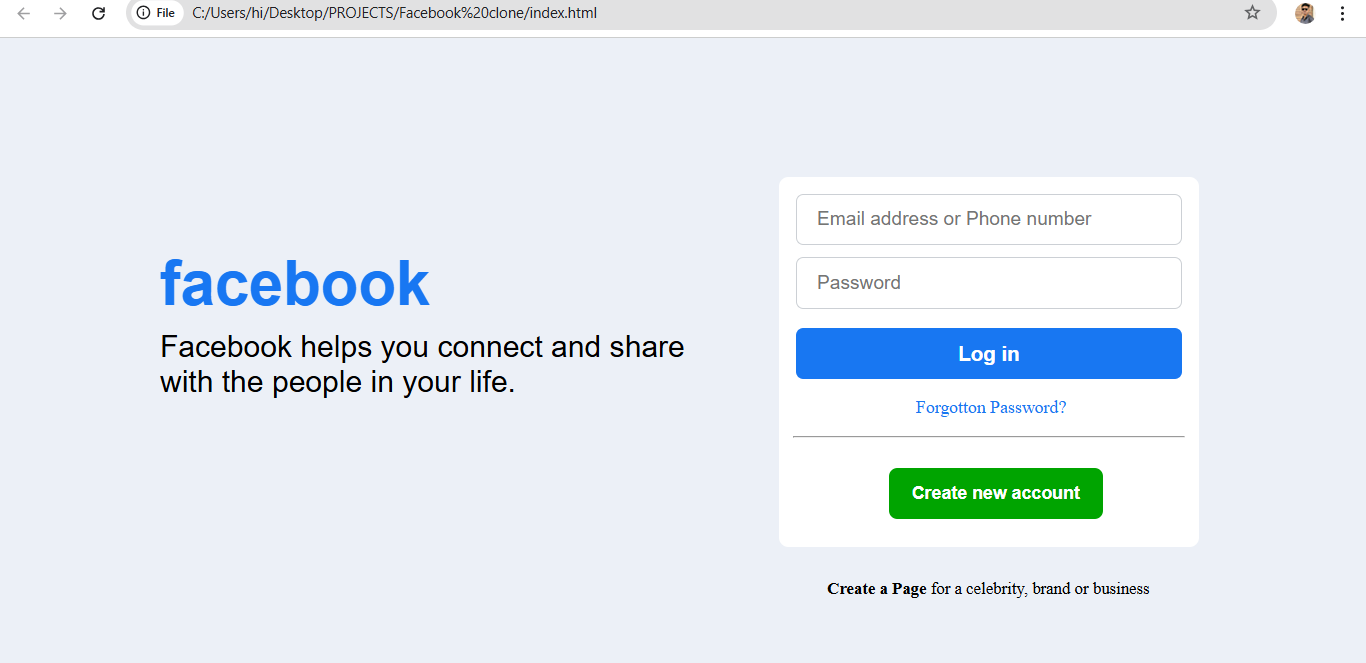 File C:/Users/hi/Desktop/PROJECTS/Facebook%20clone/index.html
facebook
Facebook helps you connect and share
with the people in your life.
Email address or Phone number
Password
Log in
Forgotton Password?
Create new account
Create a Page for a celebrity, brand or business